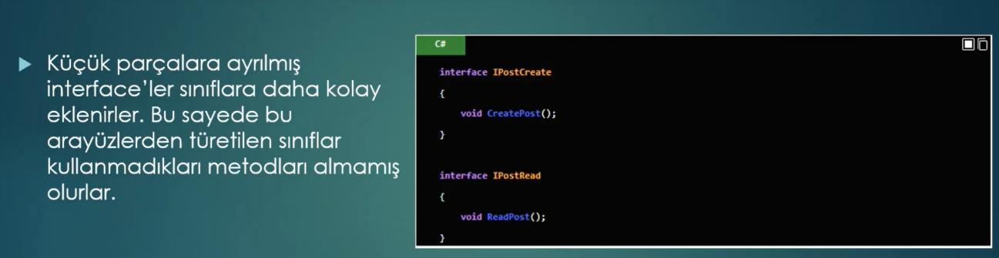 Küçük parçalara ayrılmış
interface’ler sınıflara daha kolay
eklenirler. Bu sayede bu
arayüzlerden türetilen sınıflar
kullanmadıkları metodları almamış
olurlar.
C#
interface IPostCreate
{
void CreatePost();
}
interface IPostRead
{
void ReadPost();
}